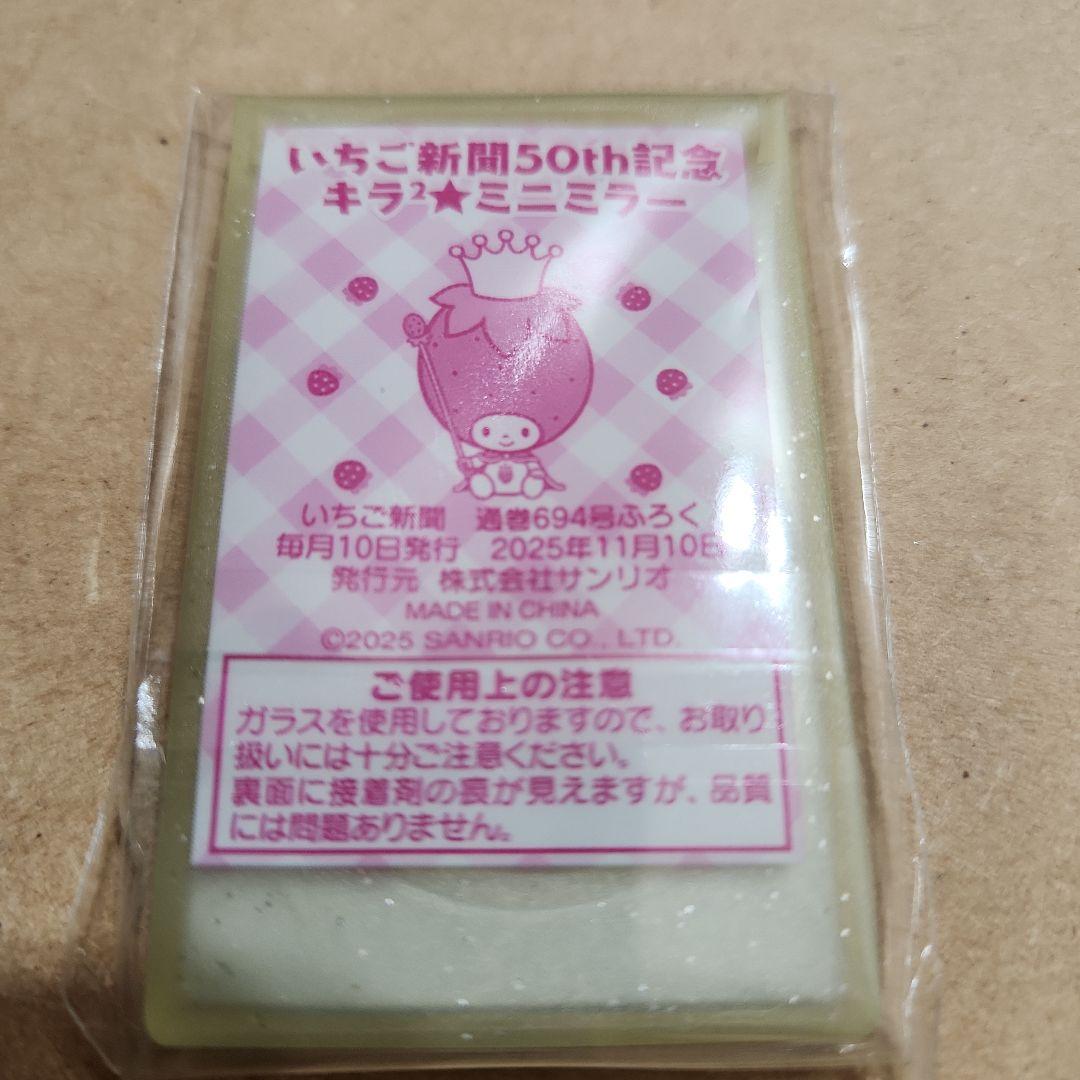 いちご新聞50th記念
キラ²★ミニミラー
いちご新聞　通巻694号ふろく
毎月10日発行　2025年11月10日
発行元　株式会社サンリオ
MADE IN CHINA
©2025 SANRIO CO., LTD.
ご使用上の注意
ガラスを使用しておりますので、お取り
扱いには十分ご注意ください。
裏面に接着剤の痕が見えますが、品質
には問題ありません。